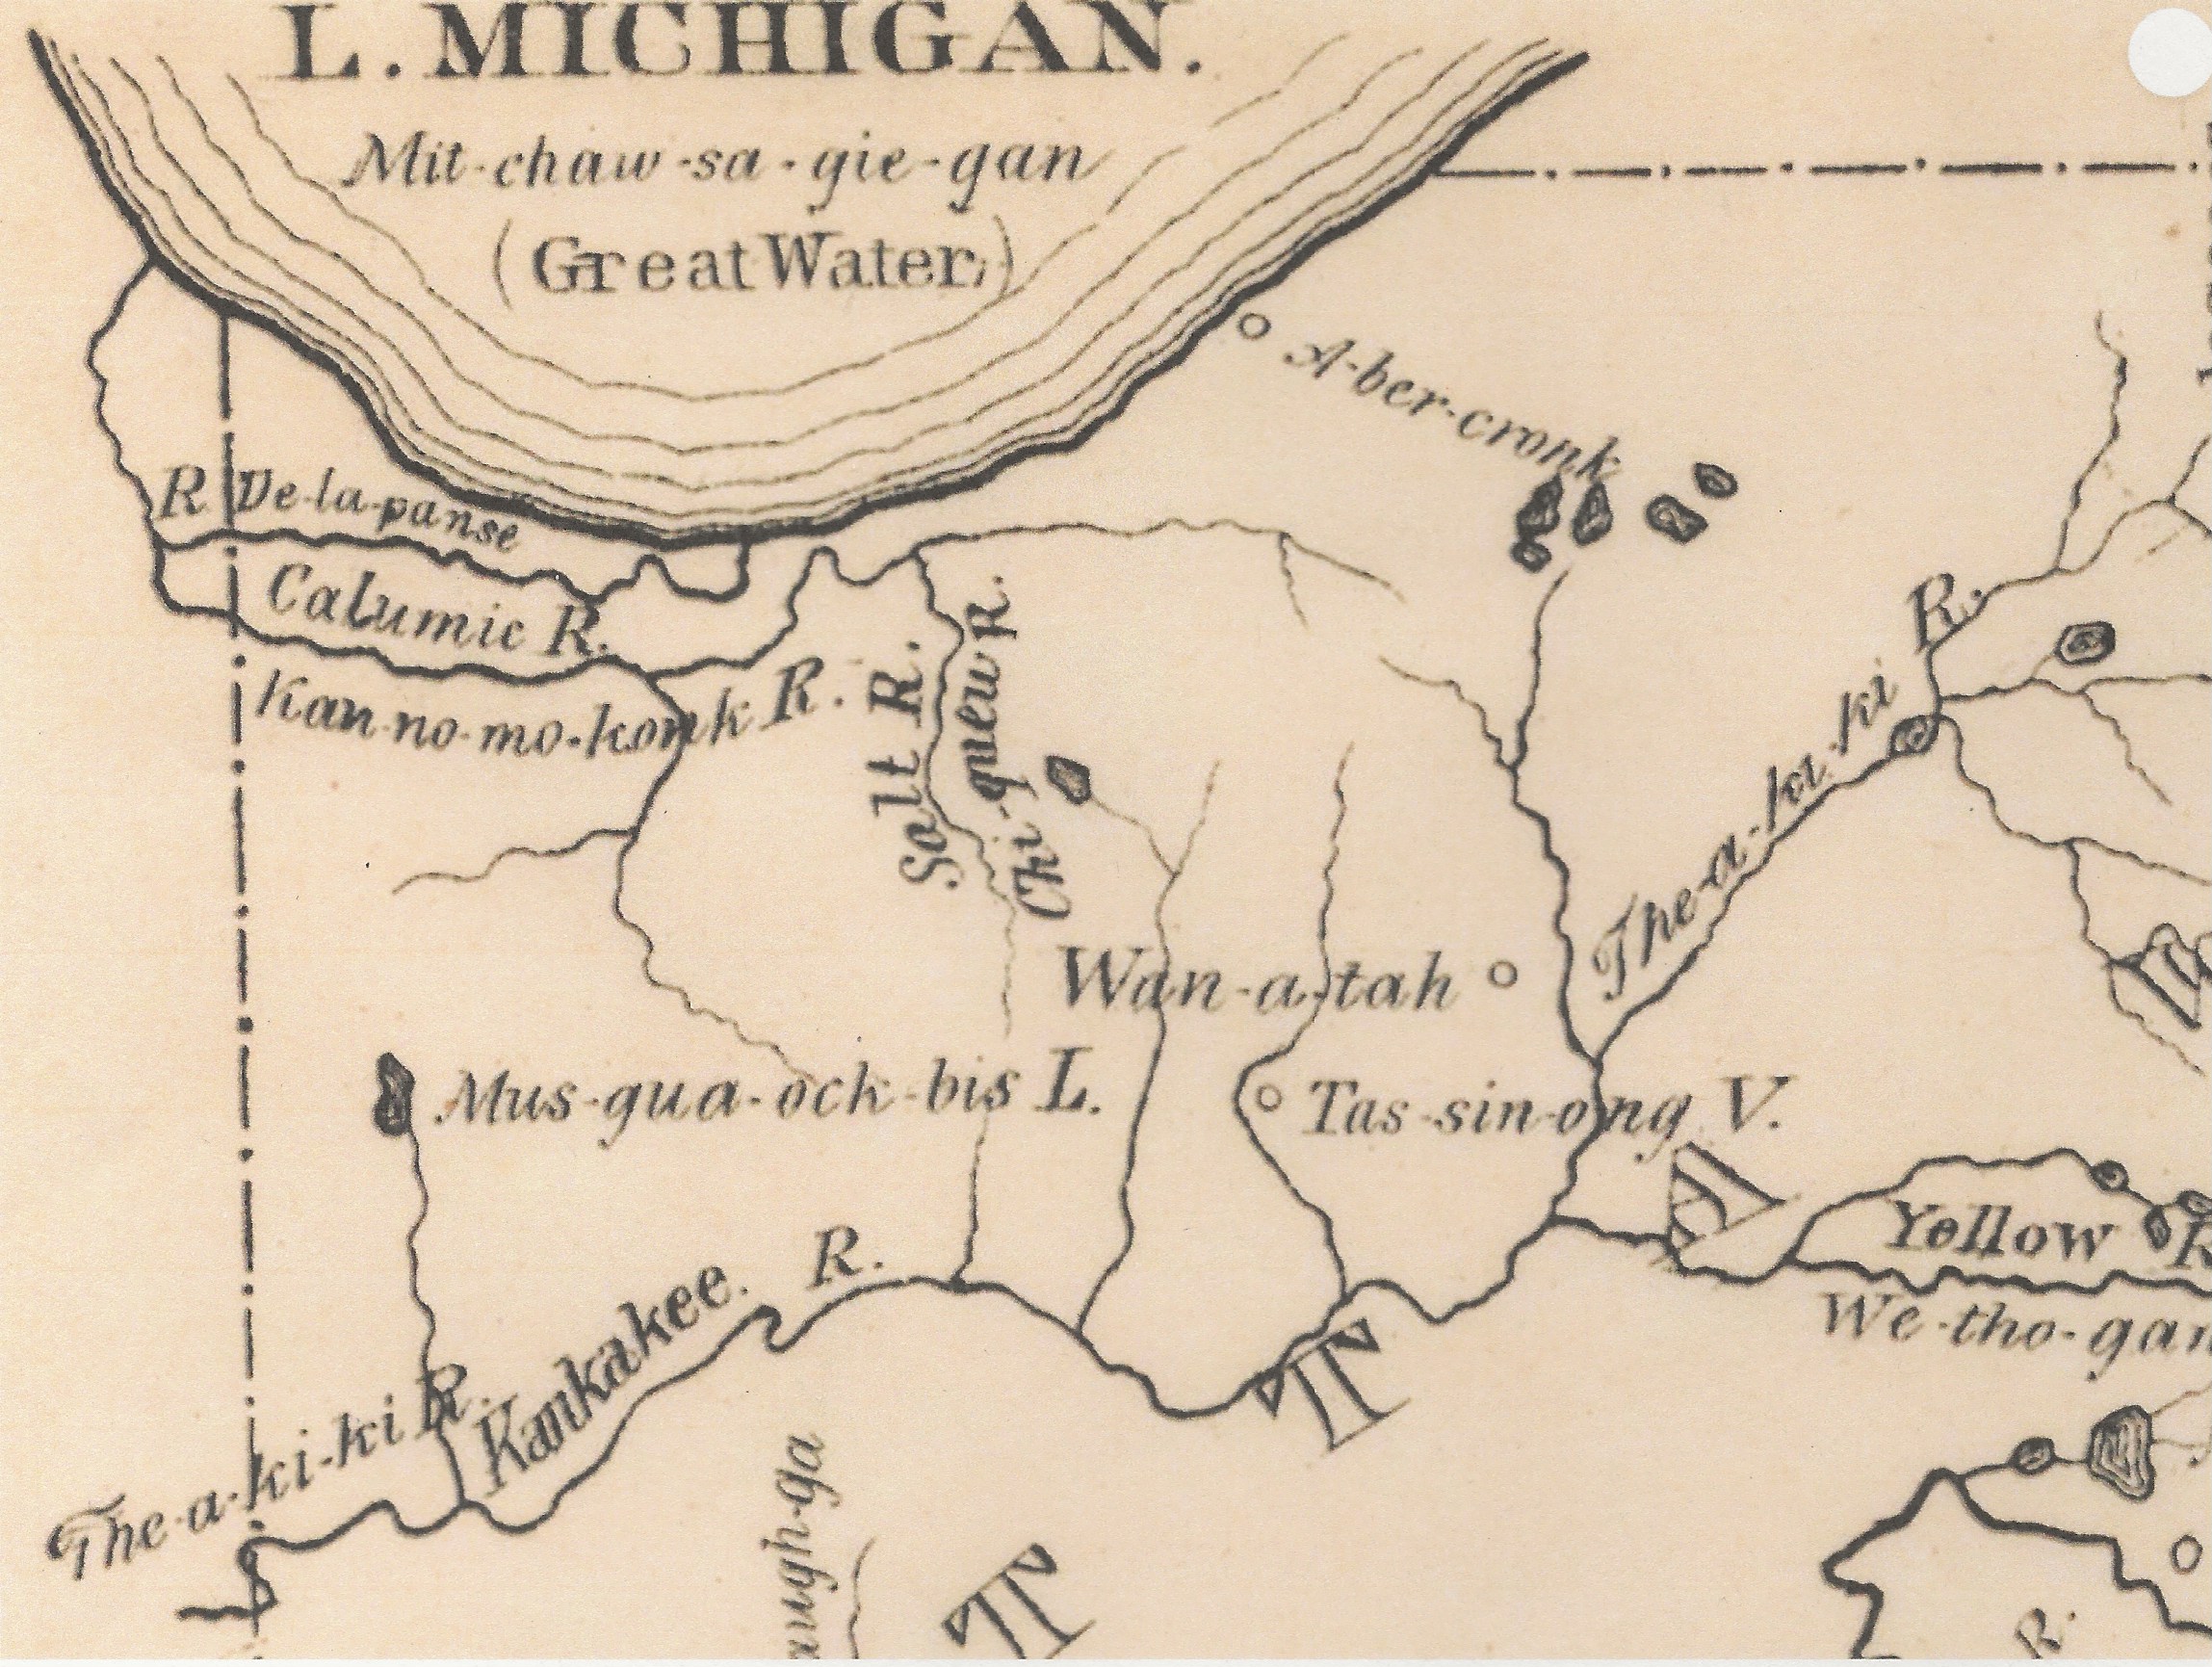 L. MICHIGAN.
Mit-chaw-sa-gie-gan
(Great Water,)
A-ber-cronk
R De-la-panse
Calumic R.
Kan-no-mo-konk R.
Salt R.
Chi-quew R.
The-a-ki-ki R.
Wan-a-tah
Mus-qua-ock-bis L.
Tas-sin-ong V.
Yellow R
We-tho-gan
Kankakee. R.
The-a-ki-ki R.
augh-ga
R.